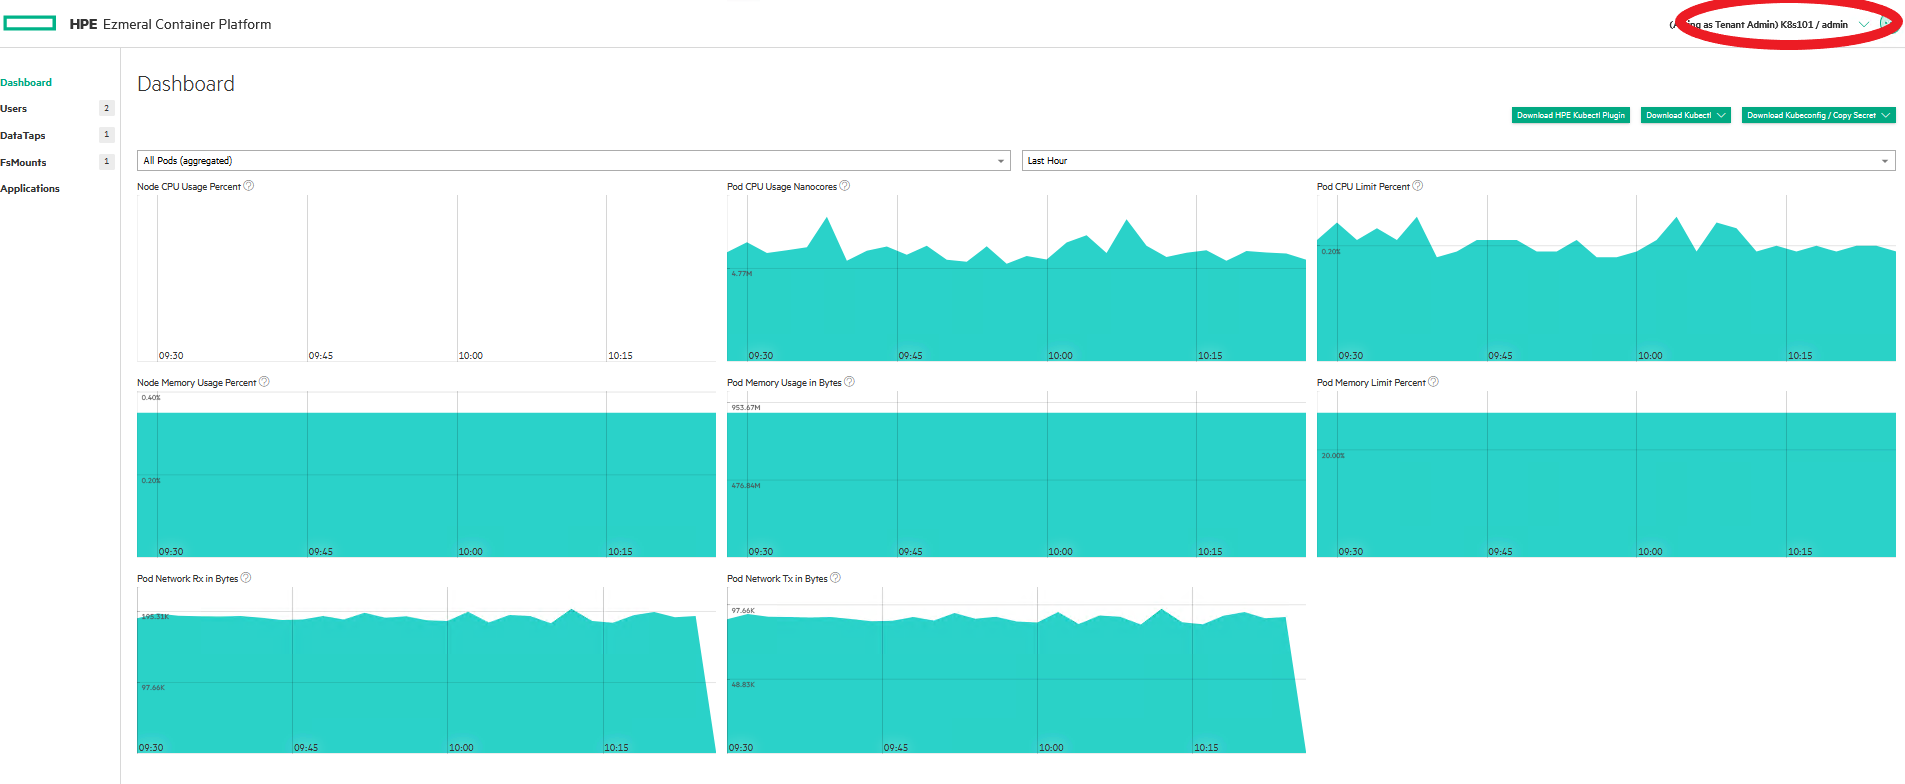 HPE Ezmeral Container Platform
as Tenant Admin) K8s101 / admin
Dashboard
Users 2
DataTaps 1
FsMounts 1
Applications
Dashboard
Download HPE Kubectl Plugin
Download Kubectl
Download Kubeconfig / Copy Secret
All Pods (aggregated)
Last Hour
Node CPU Usage Percent ?
09:30 09:45 10:00 10:15
Pod CPU Usage Nanocores ?
4.77M
09:30 09:45 10:00 10:15
Pod CPU Limit Percent ?
0.20%
09:30 09:45 10:00 10:15
Node Memory Usage Percent ?
0.40%
0.20%
09:30 09:45 10:00 10:15
Pod Memory Usage in Bytes ?
953.67M
476.84M
09:30 09:45 10:00 10:15
Pod Memory Limit Percent ?
20.00%
09:30 09:45 10:00 10:15
Pod Network Rx in Bytes ?
195.31K
97.66K
09:30 09:45 10:00 10:15
Pod Network Tx in Bytes ?
97.66K
48.83K
09:30 09:45 10:00 10:15